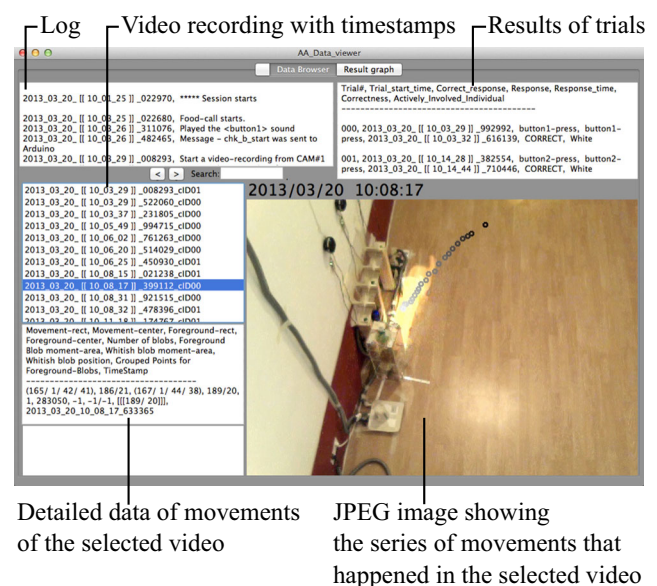 Log
Video recording with timestamps
Results of trials
AA_Data_viewer
Data Browser
Result graph
2013_03_20_ [[ 10_01_25 ]] _022970, ***** Session starts
2013_03_20_ [[ 10_03_25 ]] _022680, Food-call starts.
2013_03_20_ [[ 10_03_26 ]] _311076, Played the <button1> sound
2013_03_20_ [[ 10_03_26 ]] _482465, Message - chk_b_start was sent to
Arduino
2013_03_20_ [[ 10_03_29 ]] _008293, Start a video-recording from CAM#1
Trial#, Trial_start_time, Correct_response, Response, Response_time,
Correctness, Actively_Involved_Individual
------------------------------------
000, 2013_03_20_ [[ 10_03_29 ]] _992992, button1-press, button1-
press, 2013_03_20_ [[ 10_03_32 ]] _616139, CORRECT, White
001, 2013_03_20_ [[ 10_14_28 ]] _382554, button2-press, button2-
press, 2013_03_20_ [[ 10_14_44 ]] _710446, CORRECT, White
< > Search:
2013_03_20_ [[ 10_03_29 ]] _008293_cID01
2013_03_20_ [[ 10_03_29 ]] _522060_cID00
2013_03_20_ [[ 10_03_37 ]] _231805_cID00
2013_03_20_ [[ 10_05_49 ]] _994715_cID00
2013_03_20_ [[ 10_06_02 ]] _761263_cID00
2013_03_20_ [[ 10_06_20 ]] _514029_cID00
2013_03_20_ [[ 10_06_25 ]] _450930_cID01
2013_03_20_ [[ 10_08_15 ]] _021238_cID01
2013_03_20_ [[ 10_08_17 ]] _399112_cID00
2013_03_20_ [[ 10_08_31 ]] _921515_cID00
2013_03_20_ [[ 10_08_32 ]] _478396_cID01
2013_03_20_ [[ 10_11_18 ]] _174767_cID01
2013/03/20 10:08:17
Movement-rect, Movement-center, Foreground-rect,
Foreground-center, Number of blobs, Foreground
Blob moment-area, Whitish blob moment-area,
Whitish blob position, Grouped Points for
Foreground-Blobs, TimeStamp
------------------------------------
(165/ 1/ 42/ 41), 186/21, (167/ 1/ 44/ 38), 189/20,
1, 283050, -1, -1/-1, [[[189/ 20]]],
2013_03_20_10_08_17_633365
Detailed data of movements
of the selected video
JPEG image showing
the series of movements that
happened in the selected video